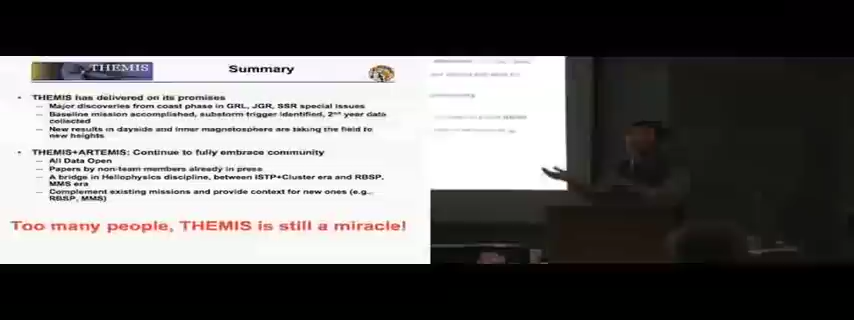 THEMIS
Summary
• THEMIS has delivered on its promises
– Major discoveries from coast phase in GRL, JGR, SSR special issues
– Baseline mission accomplished, substorm trigger identified, 2nd year data
collected
– New results in dayside and inner magnetosphere are taking the field to
new heights
• THEMIS+ARTEMIS: Continue to fully embrace community
– All Data Open
– Papers by non-team members already in press
– A bridge in Heliophysics discipline, between ISTP+Cluster era and RBSP,
MMS era
– Complement existing missions and provide context for new ones (e.g.,
RBSP, MMS)
Too many people, THEMIS is still a miracle!